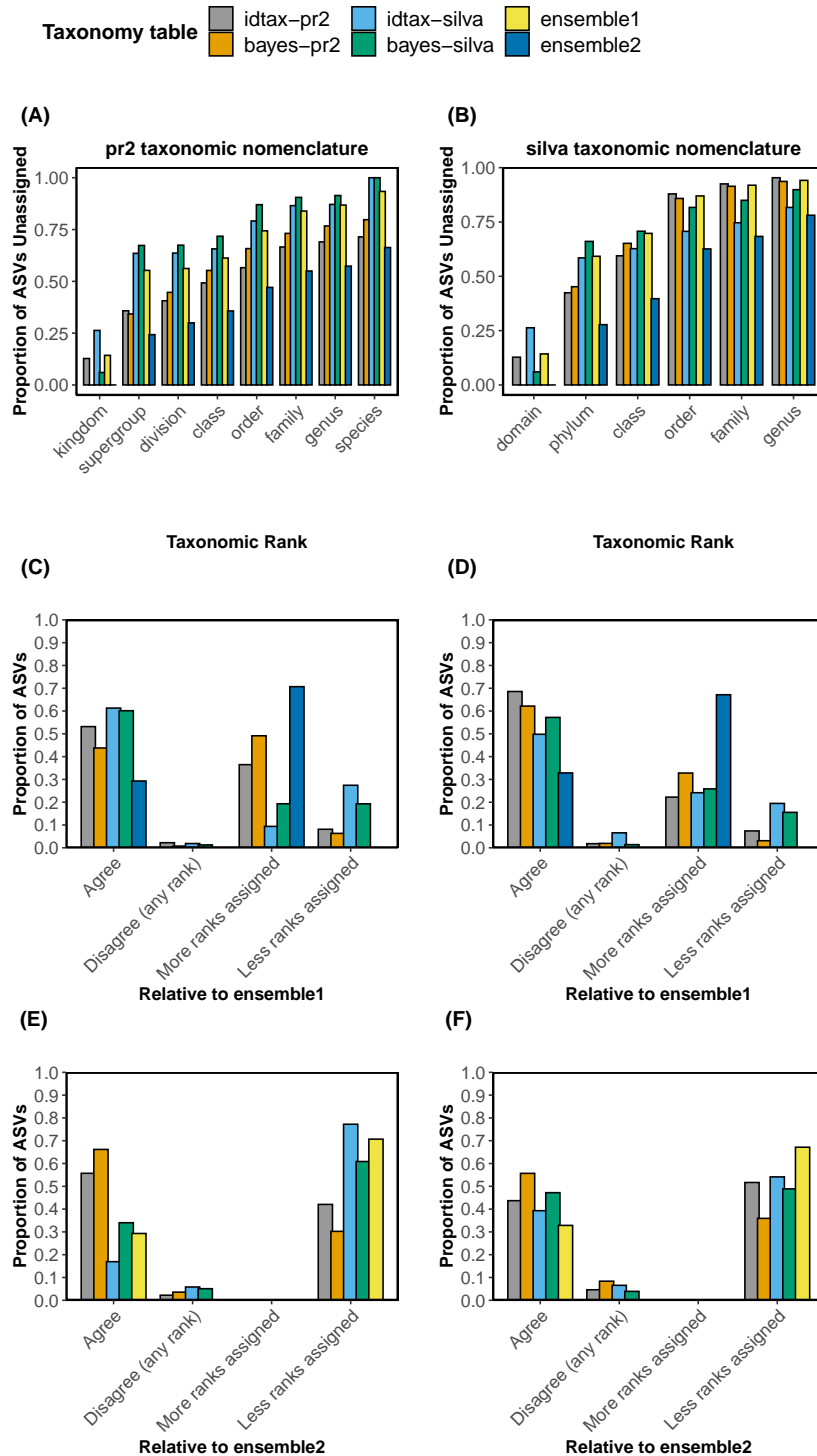 Taxonomy table
idtax−pr2
idtax−silva
ensemble1
bayes−pr2
bayes−silva
ensemble2
(A)
pr2 taxonomic nomenclature
Proportion of ASVs Unassigned
1.00
0.75
0.50
0.25
0.00
kingdom
supergroup
division
class
order
family
genus
species
Taxonomic Rank
(B)
silva taxonomic nomenclature
Proportion of ASVs Unassigned
1.00
0.75
0.50
0.25
0.00
domain
phylum
class
order
family
genus
Taxonomic Rank
(C)
Proportion of ASVs
1.0
0.9
0.8
0.7
0.6
0.5
0.4
0.3
0.2
0.1
0.0
Agree
Disagree (any rank)
More ranks assigned
Less ranks assigned
Relative to ensemble1
(D)
Proportion of ASVs
1.0
0.9
0.8
0.7
0.6
0.5
0.4
0.3
0.2
0.1
0.0
Agree
Disagree (any rank)
More ranks assigned
Less ranks assigned
Relative to ensemble1
(E)
Proportion of ASVs
1.0
0.9
0.8
0.7
0.6
0.5
0.4
0.3
0.2
0.1
0.0
Agree
Disagree (any rank)
More ranks assigned
Less ranks assigned
Relative to ensemble2
(F)
Proportion of ASVs
1.0
0.9
0.8
0.7
0.6
0.5
0.4
0.3
0.2
0.1
0.0
Agree
Disagree (any rank)
More ranks assigned
Less ranks assigned
Relative to ensemble2